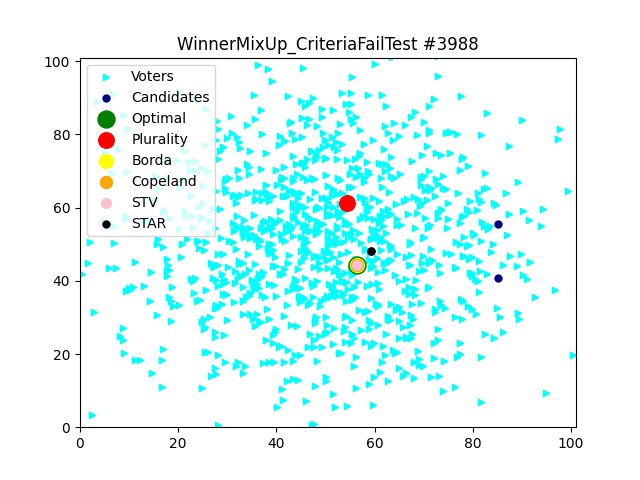 WinnerMixUp_CriteriaFailTest #3988
100
80
60
40
20
0
Voters
Candidates
Optimal
Plurality
Borda
Copeland
STV
STAR
0 20 40 60 80 100